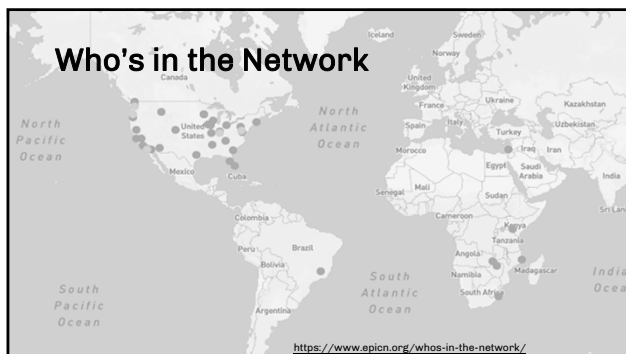 Who's in the Network
Iceland
Sweden
Norway
Canada
United
Kingdom
France
Ukraine
Kazakhstan
Uzbekistan
Spain
Italy
Turkey
North
Pacific
Ocean
United
States
North
Atlantic
Ocean
Morocco
Iraq
Iran
Egypt
Saudi
Arabia
India
Mexico
Cuba
Senegal
Mali
Sudan
Sri Lan
Colombia
Cameroon
Kenya
Peru
Brazil
Tanzania
Bolivia
Angola
Namibia
Madagascar
South
Pacific
Ocean
South
Atlantic
Ocean
South Africa
India
Ocea
Argentina
https://www.epicn.org/whos-in-the-network/